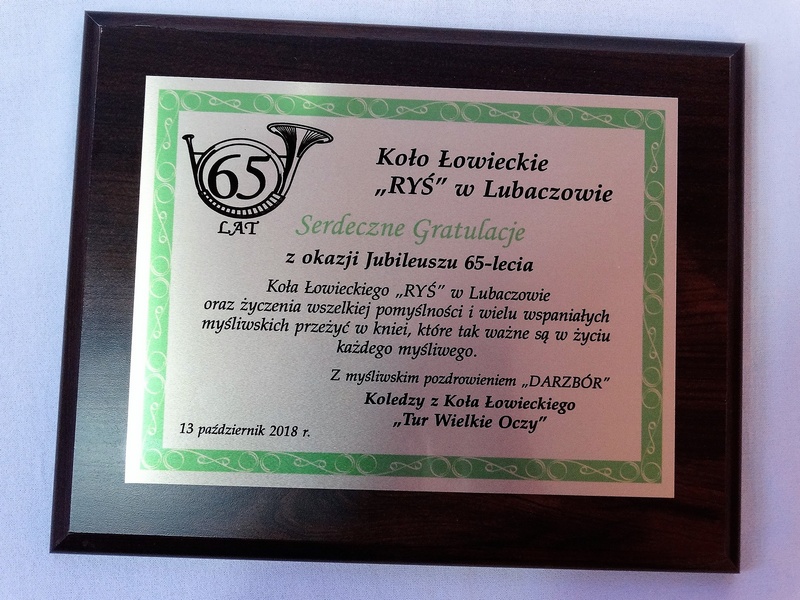 65
LAT
Koło Łowieckie
„RYŚ” w Lubaczowie
Serdeczne Gratulacje
z okazji Jubileuszu 65-lecia
Koła Łowieckiego „RYŚ” w Lubaczowie
oraz życzenia wszelkiej pomyślności i wielu wspaniałych
myśliwskich przeżyć w kniei, które tak ważne są w życiu
każdego myśliwego.
Z myśliwskim pozdrowieniem „DARZBÓR”
Koledzy z Koła Łowieckiego
„Tur Wielkie Oczy”
13 październik 2018 r.